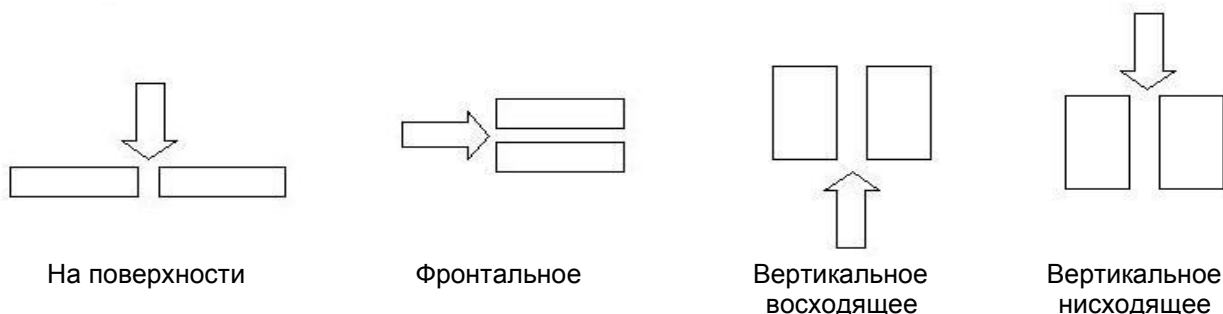 На поверхности
Фронтальное
Вертикальное
восходящее
Вертикальное
нисходящее